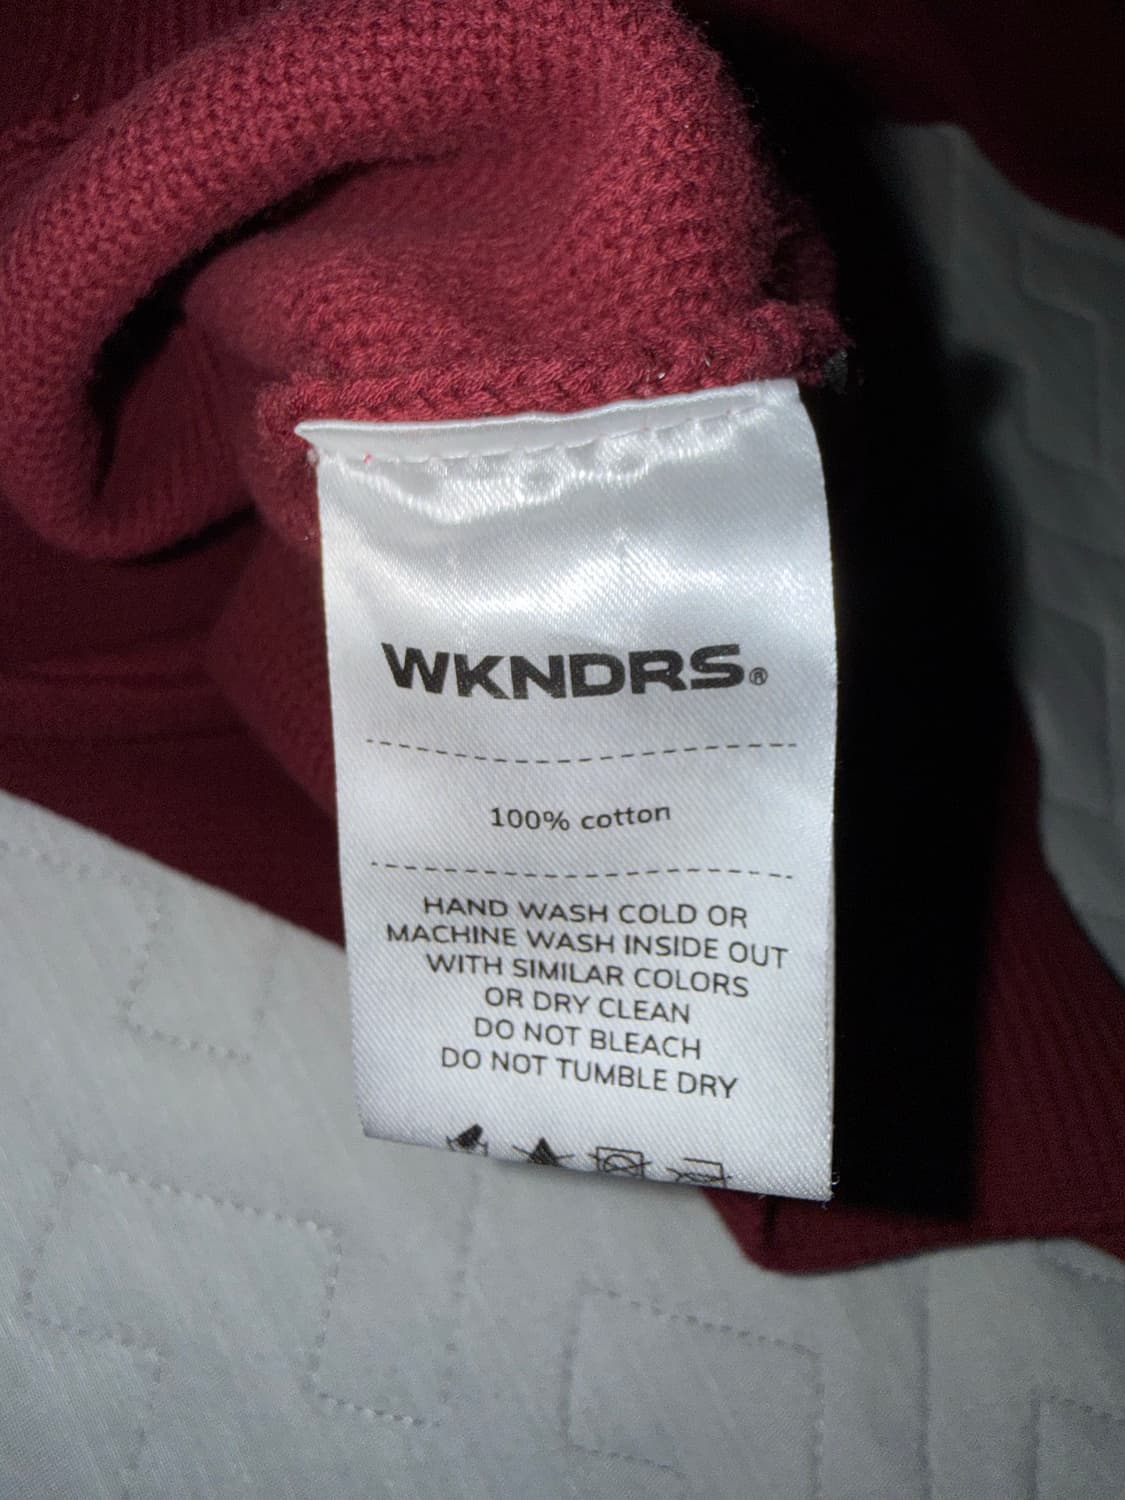 WKNDRS®
100% cotton
HAND WASH COLD OR
MACHINE WASH INSIDE OUT
WITH SIMILAR COLORS
OR DRY CLEAN
DO NOT BLEACH
DO NOT TUMBLE DRY